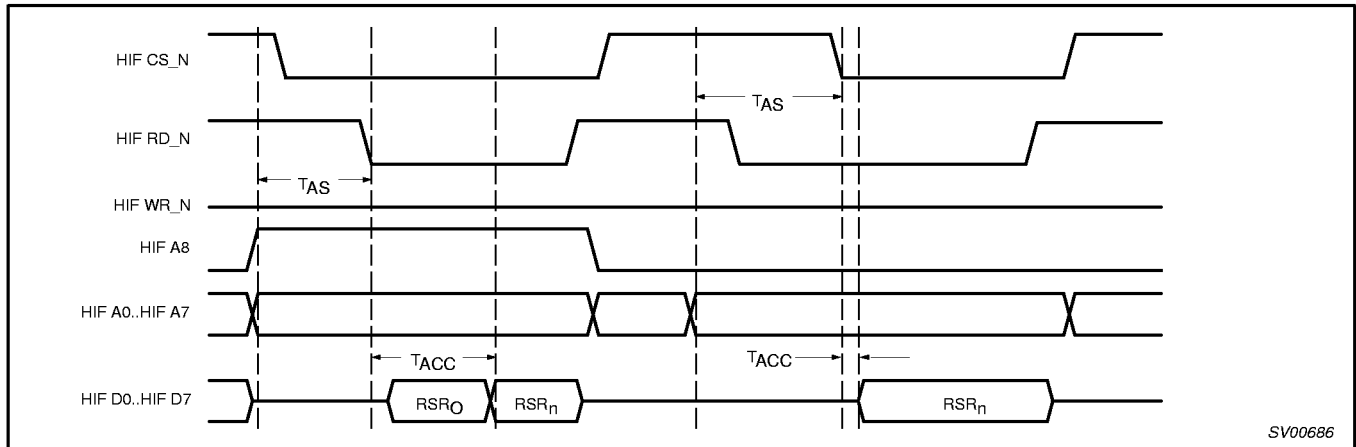 HIF CS_N
TAS
HIF RD_N
TAS
HIF WR_N
HIF A8
HIF A0..HIF A7
TACC
TACC
HIF D0..HIF D7
RSRO
RSRn
RSRn
SV00686